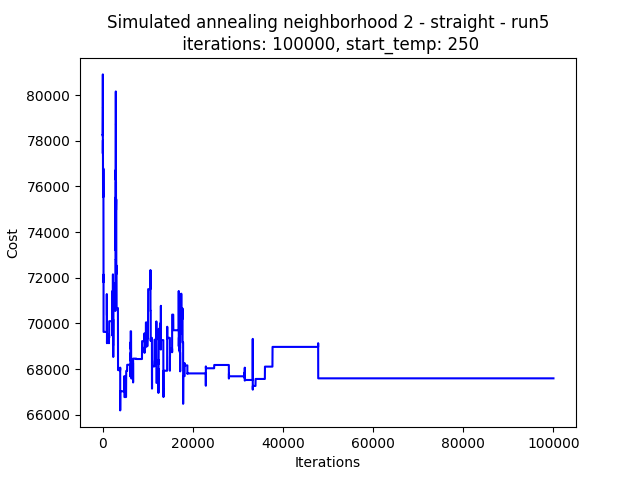 Simulated annealing neighborhood 2 - straight - run5
iterations: 100000, start_temp: 250
80000
78000
76000
74000
72000
70000
68000
66000
Cost
0 20000 40000 60000 80000 100000
Iterations